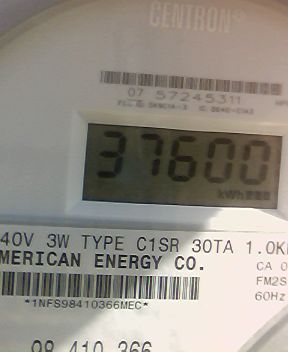 CENTRON®
07 57245311
37600
kWh
40V 3W TYPE C1SR 30TA 1.0K
MERICAN ENERGY CO.
CA 0
FM2S
60Hz
*1NFS98410366MEC*
98 410 366